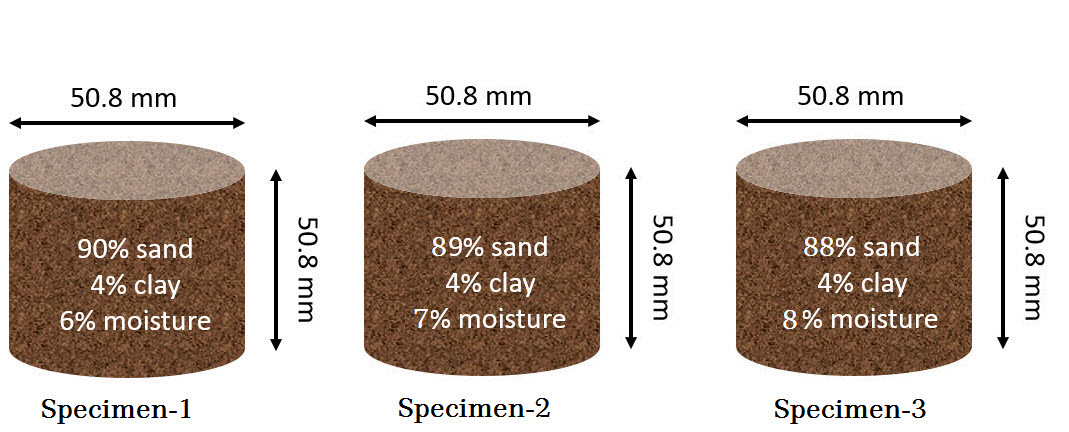 50.8 mm
50.8 mm
90% sand
4% clay
6% moisture
Specimen-1
50.8 mm
50.8 mm
89% sand
4% clay
7% moisture
Specimen-2
50.8 mm
50.8 mm
88% sand
4% clay
8% moisture
Specimen-3